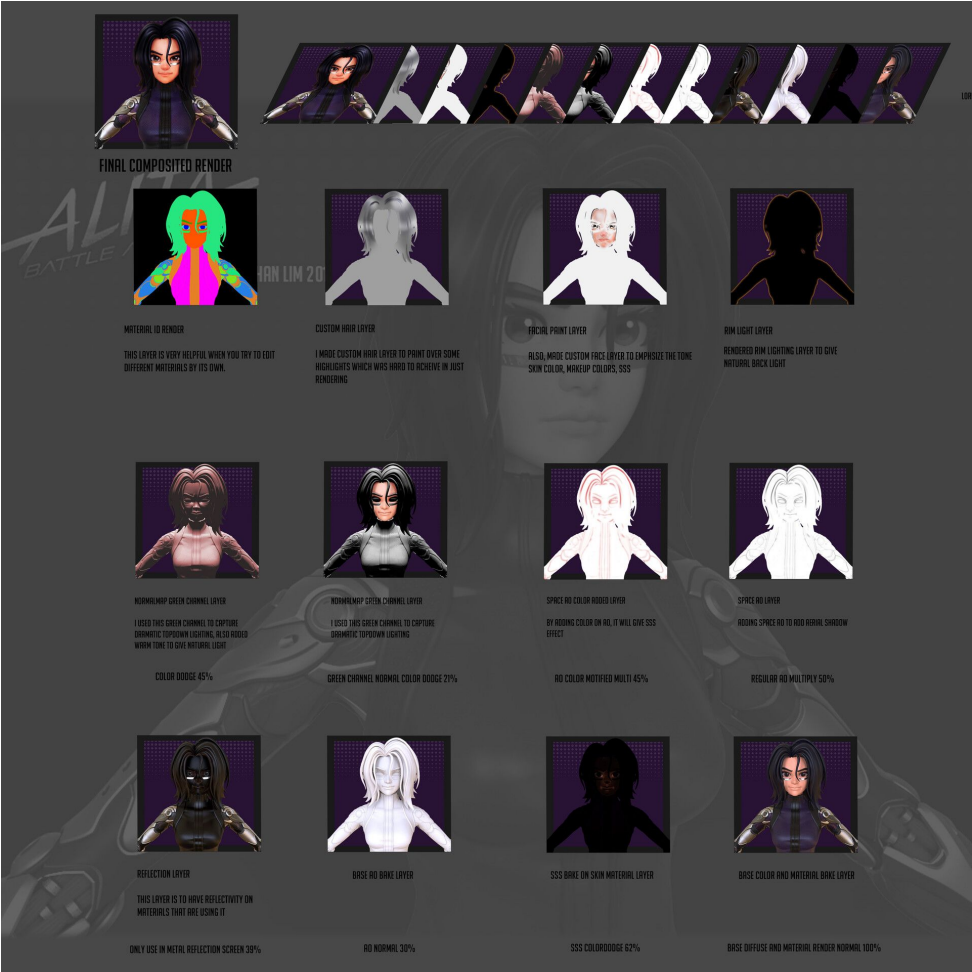 FINAL COMPOSITED RENDER
ALITA
BATTLE
HAN LIM 20
MATERIAL ID RENDER
THIS LAYER IS VERY HELPFUL WHEN YOU TRY TO EDIT
DIFFERENT MATERIALS BY ITS OWN.
CUSTOM HAIR LAYER
I MADE CUSTOM HAIR LAYER TO PAINT OVER SOME
HIGHLIGHTS WHICH WAS HARD TO ACHEIVE IN JUST
RENDERING
FACIAL PAINT LAYER
ALSO, MADE CUSTOM FACE LAYER TO EMPHSIZE THE TONE
SKIN COLOR, MAKEUP COLORS, SSS
RIM LIGHT LAYER
RENDERED RIM LIGHTING LAYER TO GIVE
NATURAL BACK LIGHT
NORMALMAP GREEN CHANNEL LAYER
I USED THIS GREEN CHANNEL TO CAPTURE
DRAMATIC TOPDOWN LIGHTING, ALSO ADDED
WARM TONE TO GIVE NATURAL LIGHT
COLOR DODGE 45%
NORMALMAP GREEN CHANNEL LAYER
I USED THIS GREEN CHANNEL TO CAPTURE
DRAMATIC TOPDOWN LIGHTING
GREEN CHANNEL NORMAL COLOR DODGE 21%
SPACE AO COLOR ADDED LAYER
BY ADDING COLOR ON AO, IT WILL GIVE SSS
EFFECT
AO COLOR MOTIFIED MULTI 45%
SPACE AO LAYER
ADDING SPACE AO TO ADD AERIAL SHADOW
REGULAR AO MULTIPLY 50%
REFLECTION LAYER
THIS LAYER IS TO HAVE REFLECTIVITY ON
MATERIALS THAT ARE USING IT
ONLY USE IN METAL REFLECTION SCREEN 39%
BASE AO BAKE LAYER
AO NORMAL 30%
SSS BAKE ON SKIN MATERIAL LAYER
SSS COLORDODGE 62%
BASE COLOR AND MATERIAL BAKE LAYER
BASE DIFFUSE AND MATERIAL RENDER NORMAL 100%